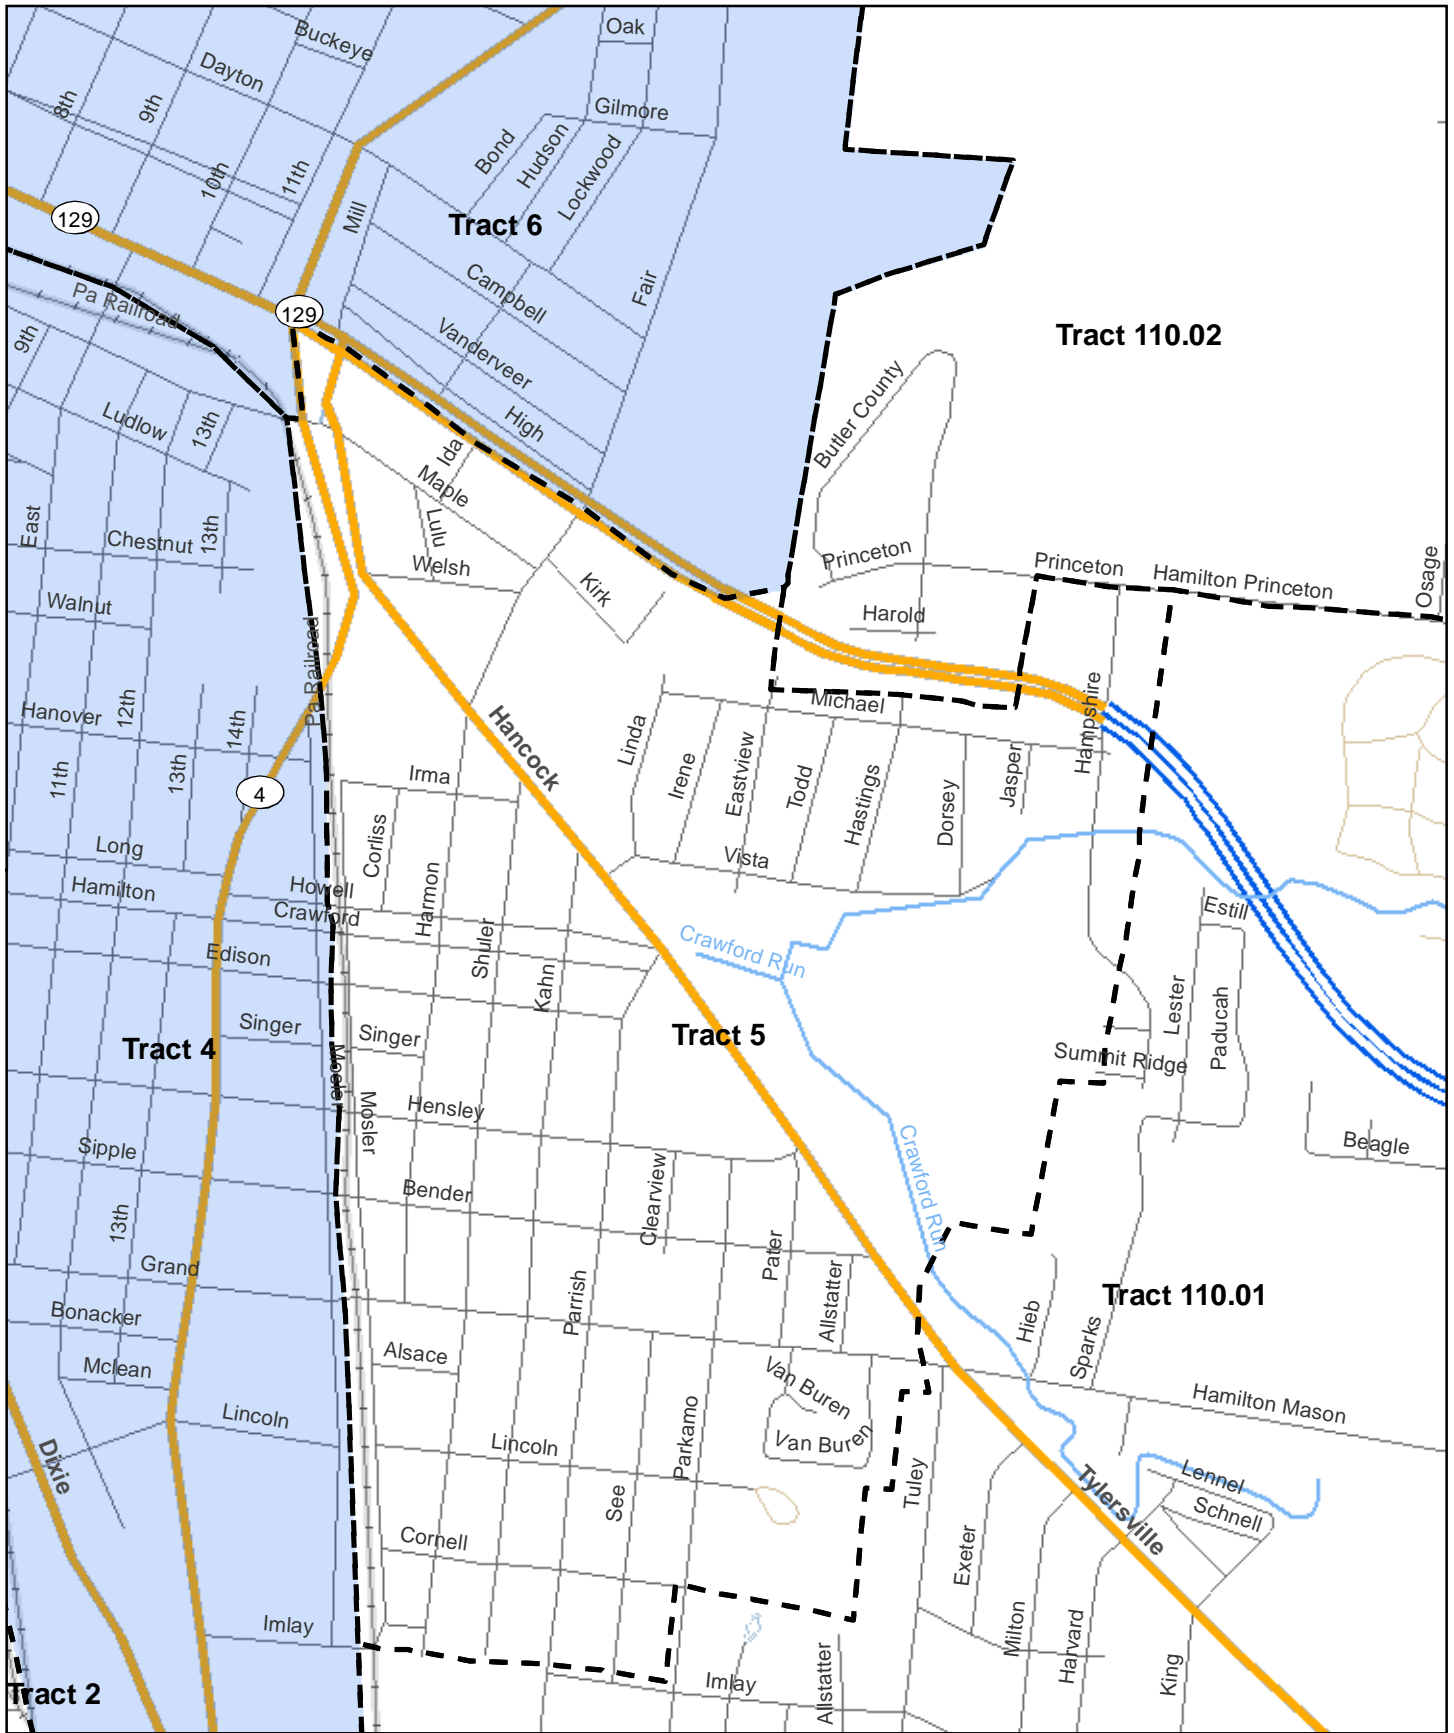 Oak
Buckeye
Dayton
8th
9th
Gilmore
Bond
Hudson
Lockwood
10th
11th
129
Mill
Tract 6
Fair
Campbell
Pa Railroad
129
9th
Vanderveer
Tract 110.02
Butler County
Ludlow
13th
High
Ida
Maple
East
Chestnut
13th
Lulu
Welsh
Kirk
Princeton
Princeton
Hamilton Princeton
Osage
Walnut
Harold
Pa Railroad
Hanover
12th
14th
11th
13th
Hancock
Michael
Linda
Irene
Eastview
Todd
Hastings
Dorsey
Jasper
Hampshire
4
Irma
Corliss
Long
Vista
Hamilton
Howell
Crawford
Harmon
Shuler
Kahn
Edison
Crawford Run
Estill
Lester
Paducah
Singer
Singer
Tract 4
Tract 5
Mosler
Summit Ridge
Mosler
Hensley
Sipple
Crawford Run
Beagle
Bender
Clearview
13th
Pater
Grand
Allstatter
Tract 110.01
Parrish
Hieb
Bonacker
Sparks
Alsace
Mclean
Van Buren
Hamilton Mason
Lincoln
Lincoln
Van Buren
Parkamo
Dixie
See
Tuley
Lennel
Schnell
Tylersville
Cornell
Exeter
Imlay
Milton
Harvard
King
Tract 2
Imlay
Allstatter